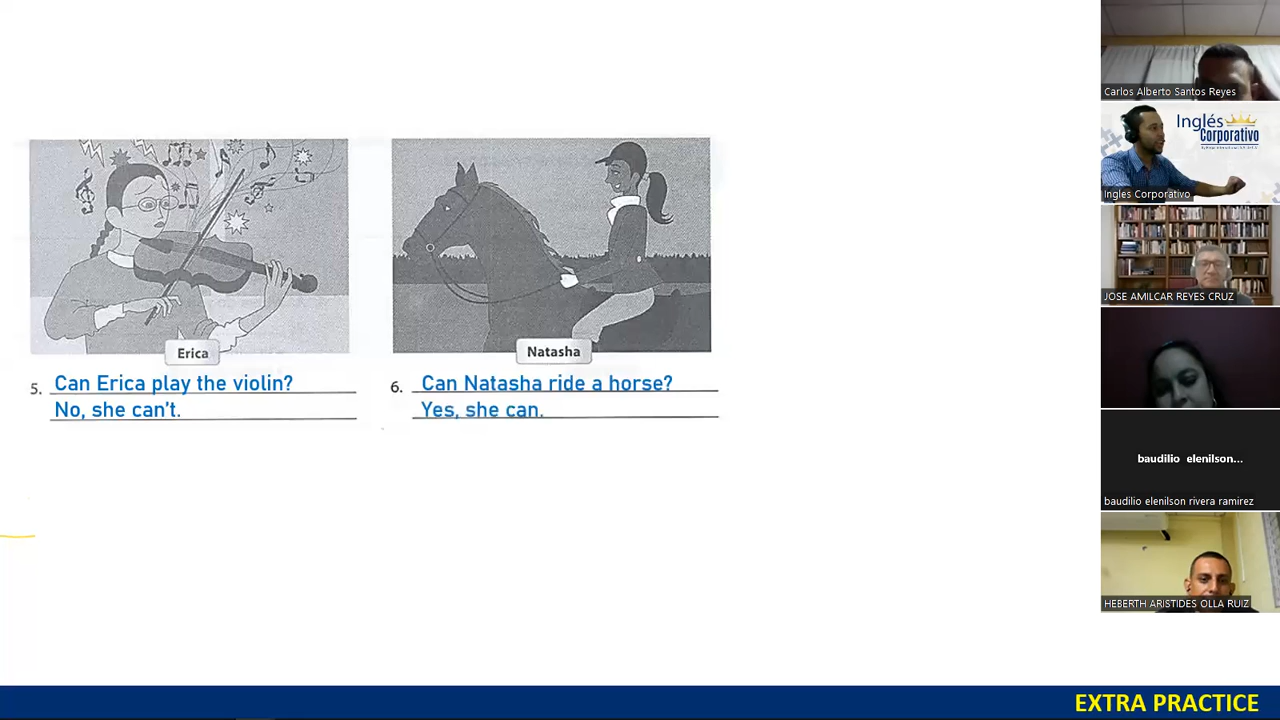 Erica
5. Can Erica play the violin?
No, she can't.
Natasha
6. Can Natasha ride a horse?
Yes, she can.
EXTRA PRACTICE
Carlos Alberto Santos Reyes
Inglés
Corporativo
Ingles Corporativo
JOSE AMILCAR REYES CRUZ
baudilio elenilson...
baudilio elenilson rivera ramirez
HEBERTH ARISTIDES OLLA RUIZ